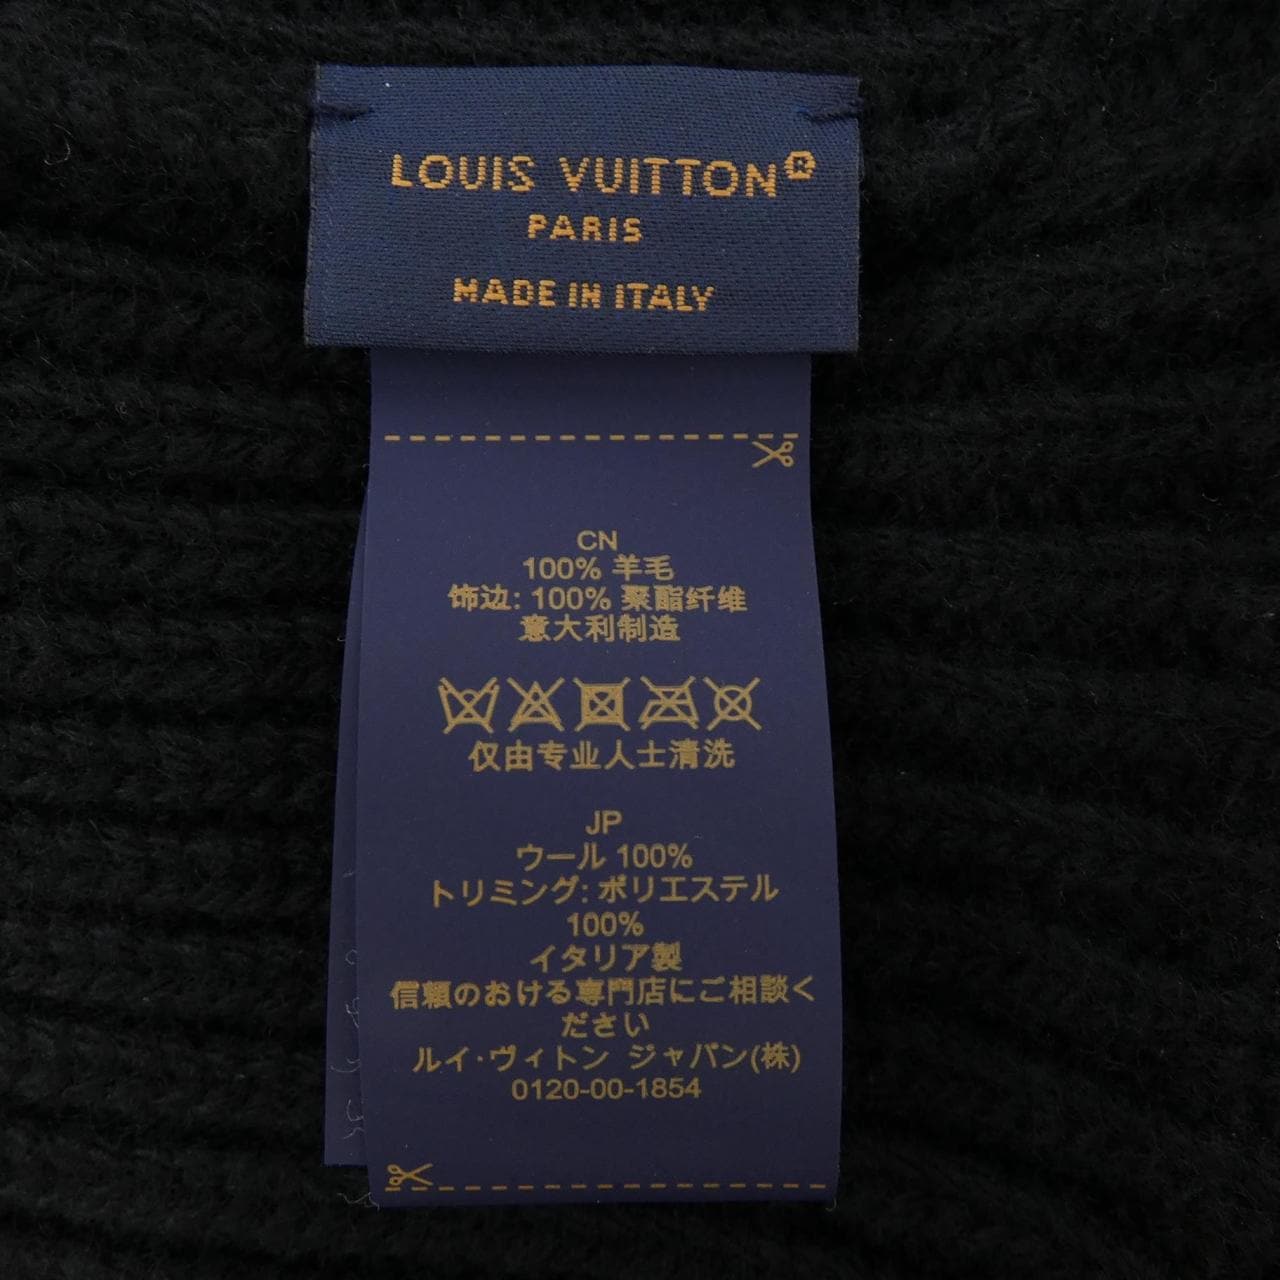 LOUIS VUITTON®
PARIS
MADE IN ITALY
CN
100% 羊毛
饰边: 100% 聚酯纤维
意大利制造
仅由专业人士清洗
JP
ウール 100%
トリミング: ポリエステル
100%
イタリア製
信頼のおける専門店にご相談く
ださい
ルイ·ヴィトン ジャパン(株)
0120-00-1854